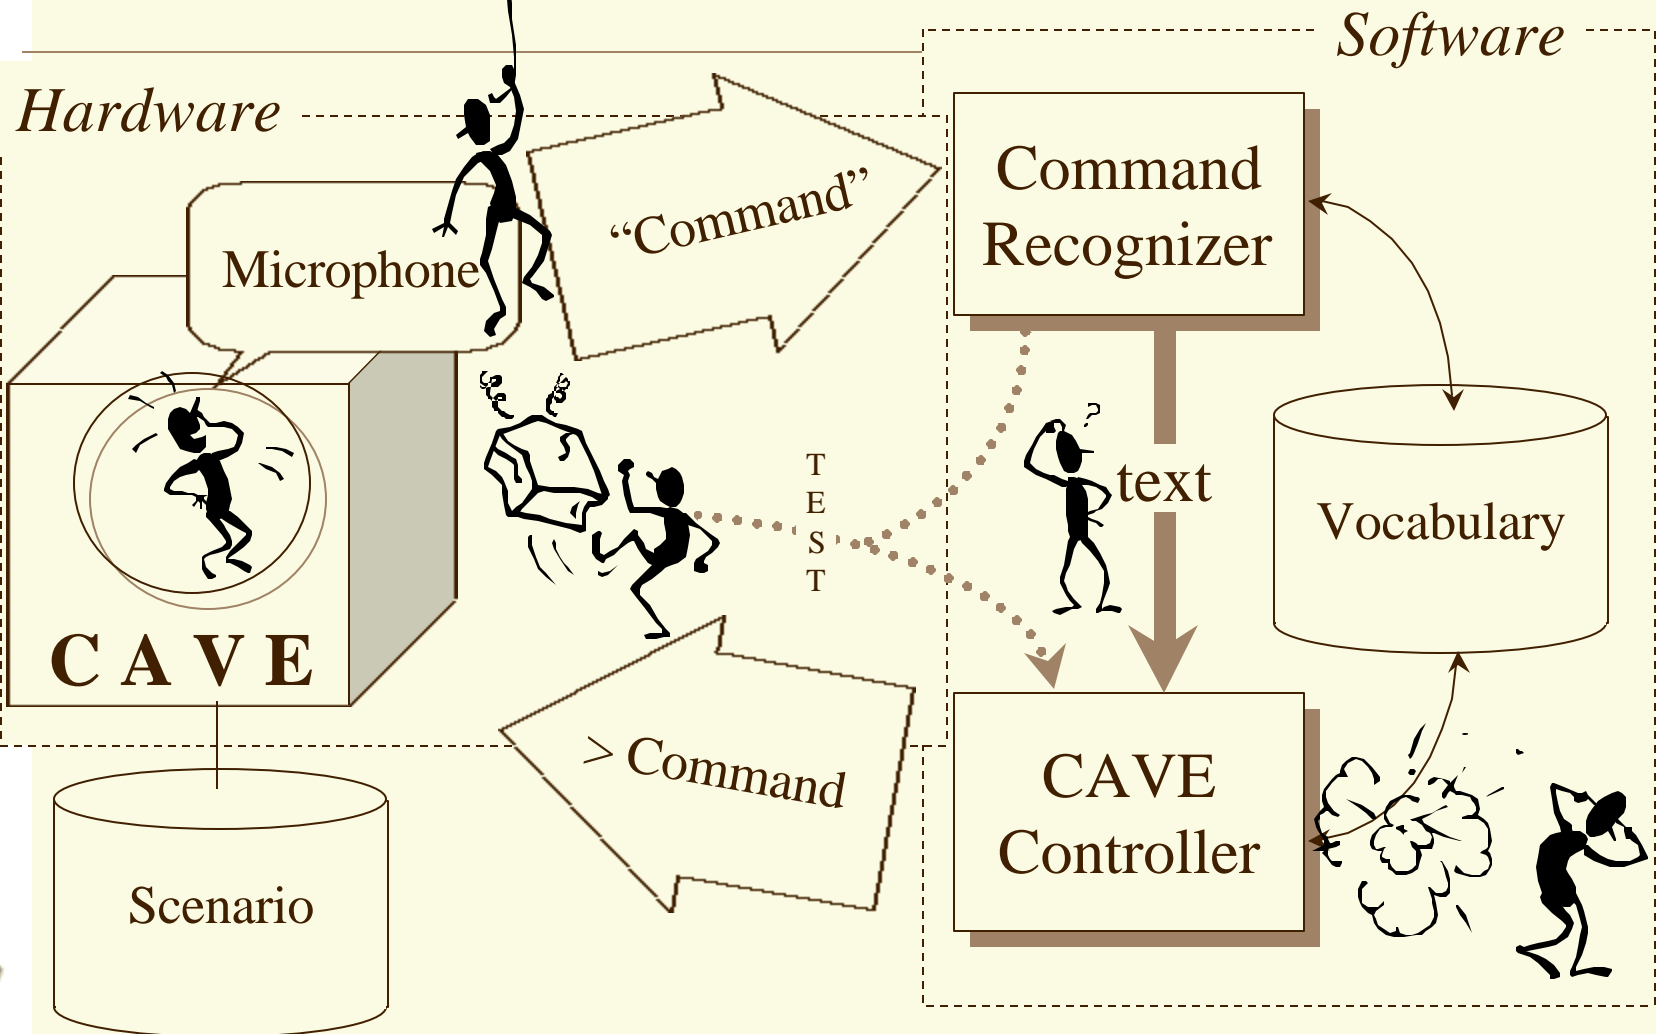 Software
Hardware
Command
Recognizer
“Command”
Microphone
?
T
E
S
T
text
Vocabulary
C A V E
> Command
CAVE
Controller
Scenario